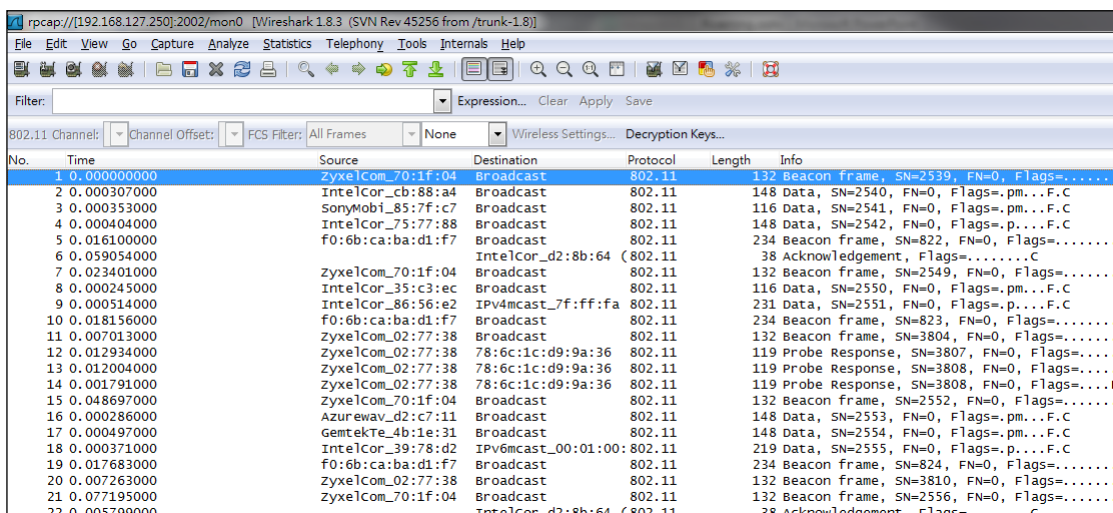 rpcap://[192.168.127.250]:2002/mon0 [Wireshark 1.8.3 (SVN Rev 45256 from /trunk-1.8)]
File Edit View Go Capture Analyze Statistics Telephony Tools Internals Help
Filter: Expression... Clear Apply Save
802.11 Channel: Channel Offset: FCS Filter: All Frames None Wireless Settings... Decryption Keys...
No. Time Source Destination Protocol Length Info
1 0.000000000 ZyxelCom_70:1f:04 Broadcast 802.11 132 Beacon frame, SN=2539, FN=0, Flags=......
2 0.000307000 IntelCor_cb:88:a4 Broadcast 802.11 148 Data, SN=2540, FN=0, Flags=.pm...F.C
3 0.000353000 SonyMobi_85:7f:c7 Broadcast 802.11 116 Data, SN=2541, FN=0, Flags=.pm...F.C
4 0.000404000 IntelCor_75:77:88 Broadcast 802.11 148 Data, SN=2542, FN=0, Flags=.p....F.C
5 0.016100000 f0:6b:ca:ba:d1:f7 Broadcast 802.11 234 Beacon frame, SN=822, FN=0, Flags=.......
6 0.059054000 IntelCor_d2:8b:64 (802.11 38 Acknowledgement, Flags=........C
7 0.023401000 ZyxelCom_70:1f:04 Broadcast 802.11 132 Beacon frame, SN=2549, FN=0, Flags=......
8 0.000245000 IntelCor_35:c3:ec Broadcast 802.11 116 Data, SN=2550, FN=0, Flags=.pm...F.C
9 0.000514000 IntelCor_86:56:e2 IPv4mcast_7f:ff:fa 802.11 231 Data, SN=2551, FN=0, Flags=.p....F.C
10 0.018156000 f0:6b:ca:ba:d1:f7 Broadcast 802.11 234 Beacon frame, SN=823, FN=0, Flags=.......
11 0.007013000 ZyxelCom_02:77:38 Broadcast 802.11 132 Beacon frame, SN=3804, FN=0, Flags=......
12 0.012934000 ZyxelCom_02:77:38 78:6c:1c:d9:9a:36 802.11 119 Probe Response, SN=3807, FN=0, Flags=....
13 0.012004000 ZyxelCom_02:77:38 78:6c:1c:d9:9a:36 802.11 119 Probe Response, SN=3808, FN=0, Flags=....
14 0.001791000 ZyxelCom_02:77:38 78:6c:1c:d9:9a:36 802.11 119 Probe Response, SN=3808, FN=0, Flags=....
15 0.048697000 ZyxelCom_70:1f:04 Broadcast 802.11 132 Beacon frame, SN=2552, FN=0, Flags=......
16 0.000286000 Azurewav_d2:c7:11 Broadcast 802.11 148 Data, SN=2553, FN=0, Flags=.pm...F.C
17 0.000497000 GemtekTe_4b:1e:31 Broadcast 802.11 148 Data, SN=2554, FN=0, Flags=.pm...F.C
18 0.000371000 IntelCor_39:78:d2 IPv6mcast_00:01:00: 802.11 219 Data, SN=2555, FN=0, Flags=.p....F.C
19 0.017683000 f0:6b:ca:ba:d1:f7 Broadcast 802.11 234 Beacon frame, SN=824, FN=0, Flags=.......
20 0.007263000 ZyxelCom_02:77:38 Broadcast 802.11 132 Beacon frame, SN=3810, FN=0, Flags=......
21 0.077195000 ZyxelCom_70:1f:04 Broadcast 802.11 132 Beacon frame, SN=2556, FN=0, Flags=......
22 0.005799000 IntelCor_d2:8b:64 (802.11 38 Acknowledgement, Flags=........C